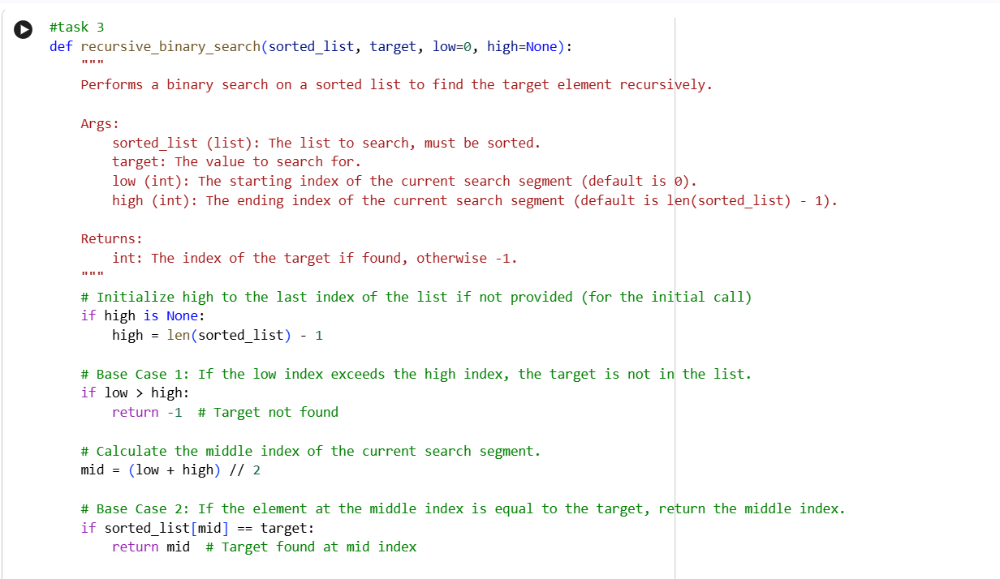 #task 3
def recursive_binary_search(sorted_list, target, low=0, high=None):
    """
    Performs a binary search on a sorted list to find the target element recursively.

    Args:
        sorted_list (list): The list to search, must be sorted.
        target: The value to search for.
        low (int): The starting index of the current search segment (default is 0).
        high (int): The ending index of the current search segment (default is len(sorted_list) - 1).

    Returns:
        int: The index of the target if found, otherwise -1.
    """
    # Initialize high to the last index of the list if not provided (for the initial call)
    if high is None:
        high = len(sorted_list) - 1

    # Base Case 1: If the low index exceeds the high index, the target is not in the list.
    if low > high:
        return -1  # Target not found

    # Calculate the middle index of the current search segment.
    mid = (low + high) // 2

    # Base Case 2: If the element at the middle index is equal to the target, return the middle index.
    if sorted_list[mid] == target:
        return mid  # Target found at mid index